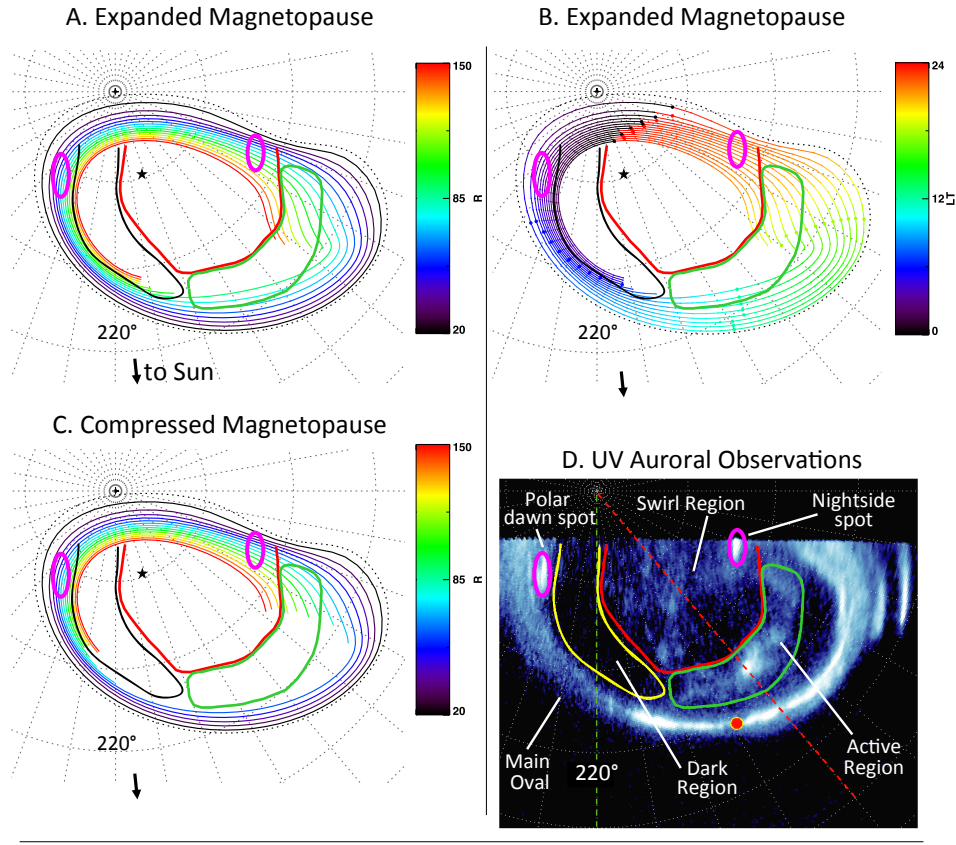 A. Expanded Magnetopause
150
85
R
20
220°
to Sun
B. Expanded Magnetopause
24
12
LT
0
220°
C. Compressed Magnetopause
150
85
R
20
220°
D. UV Auroral Observations
Polar
dawn spot
Swirl Region
Nightside
spot
Main
Oval
220°
Dark
Region
Active
Region